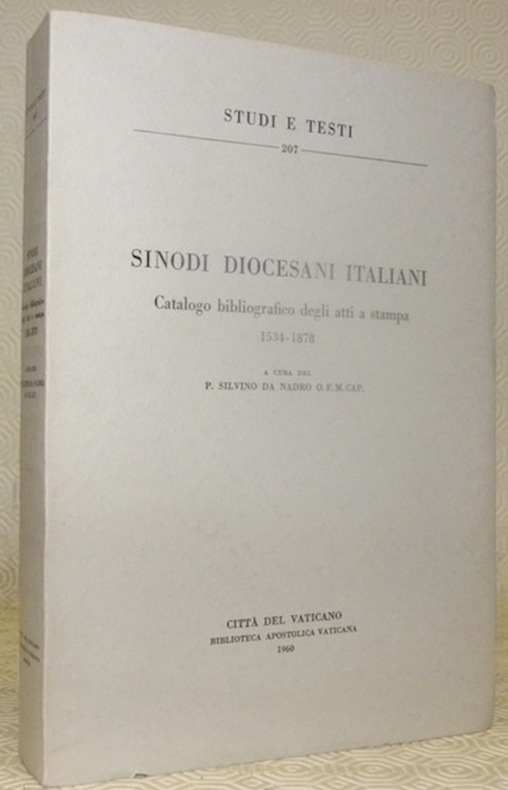 STUDI E TESTI
207
SINODI DIOCESANI ITALIANI
Catalogo bibliografico degli atti a stampa
1534-1878
A CURA DEL
P. SILVINO DA NADRO O.F.M.CAP.
CITTÀ DEL VATICANO
BIBLIOTECA APOSTOLICA VATICANA
1960